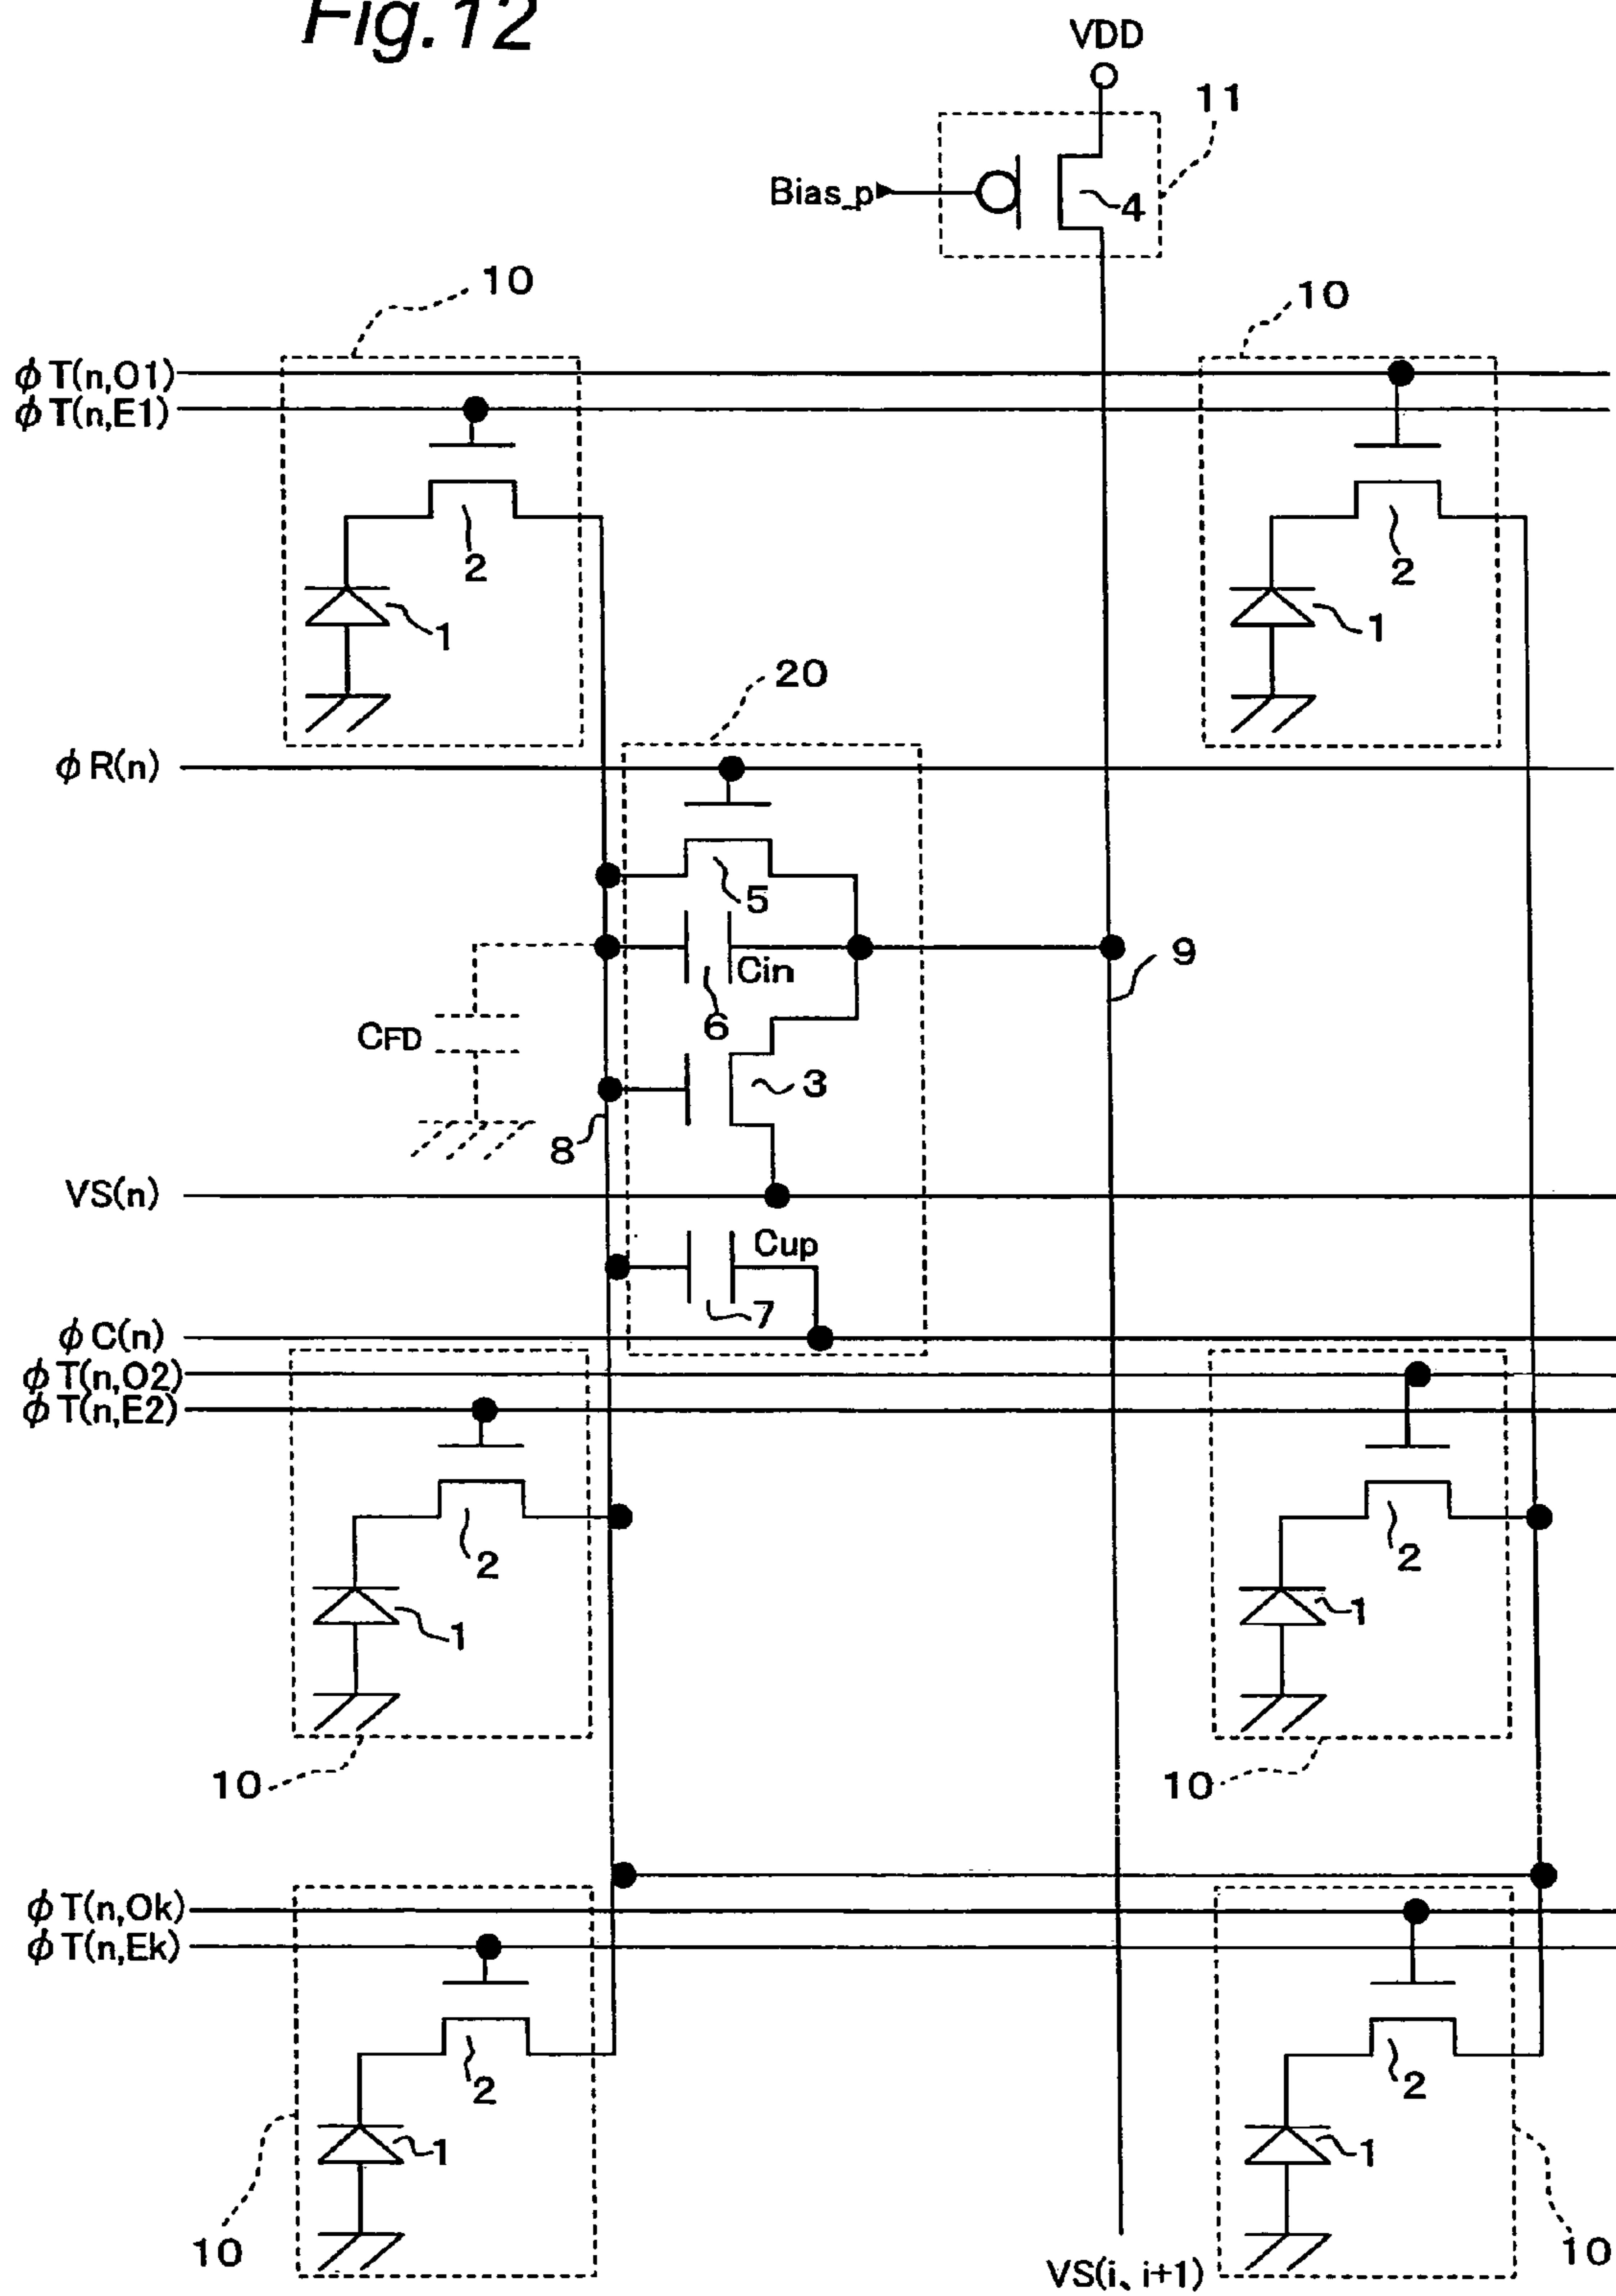 Fig.12
VDD
11
Bias_p
4
10
10
φT(n,O1)
φT(n,E1)
2
2
1
1
20
φR(n)
5
Cin
9
6
CFD
3
8
VS(n)
Cup
7
φC(n)
φT(n,O2)
φT(n,E2)
2
2
1
1
10
10
φT(n,Ok)
φT(n,Ek)
2
2
1
1
10
10
VS(i、i+1)